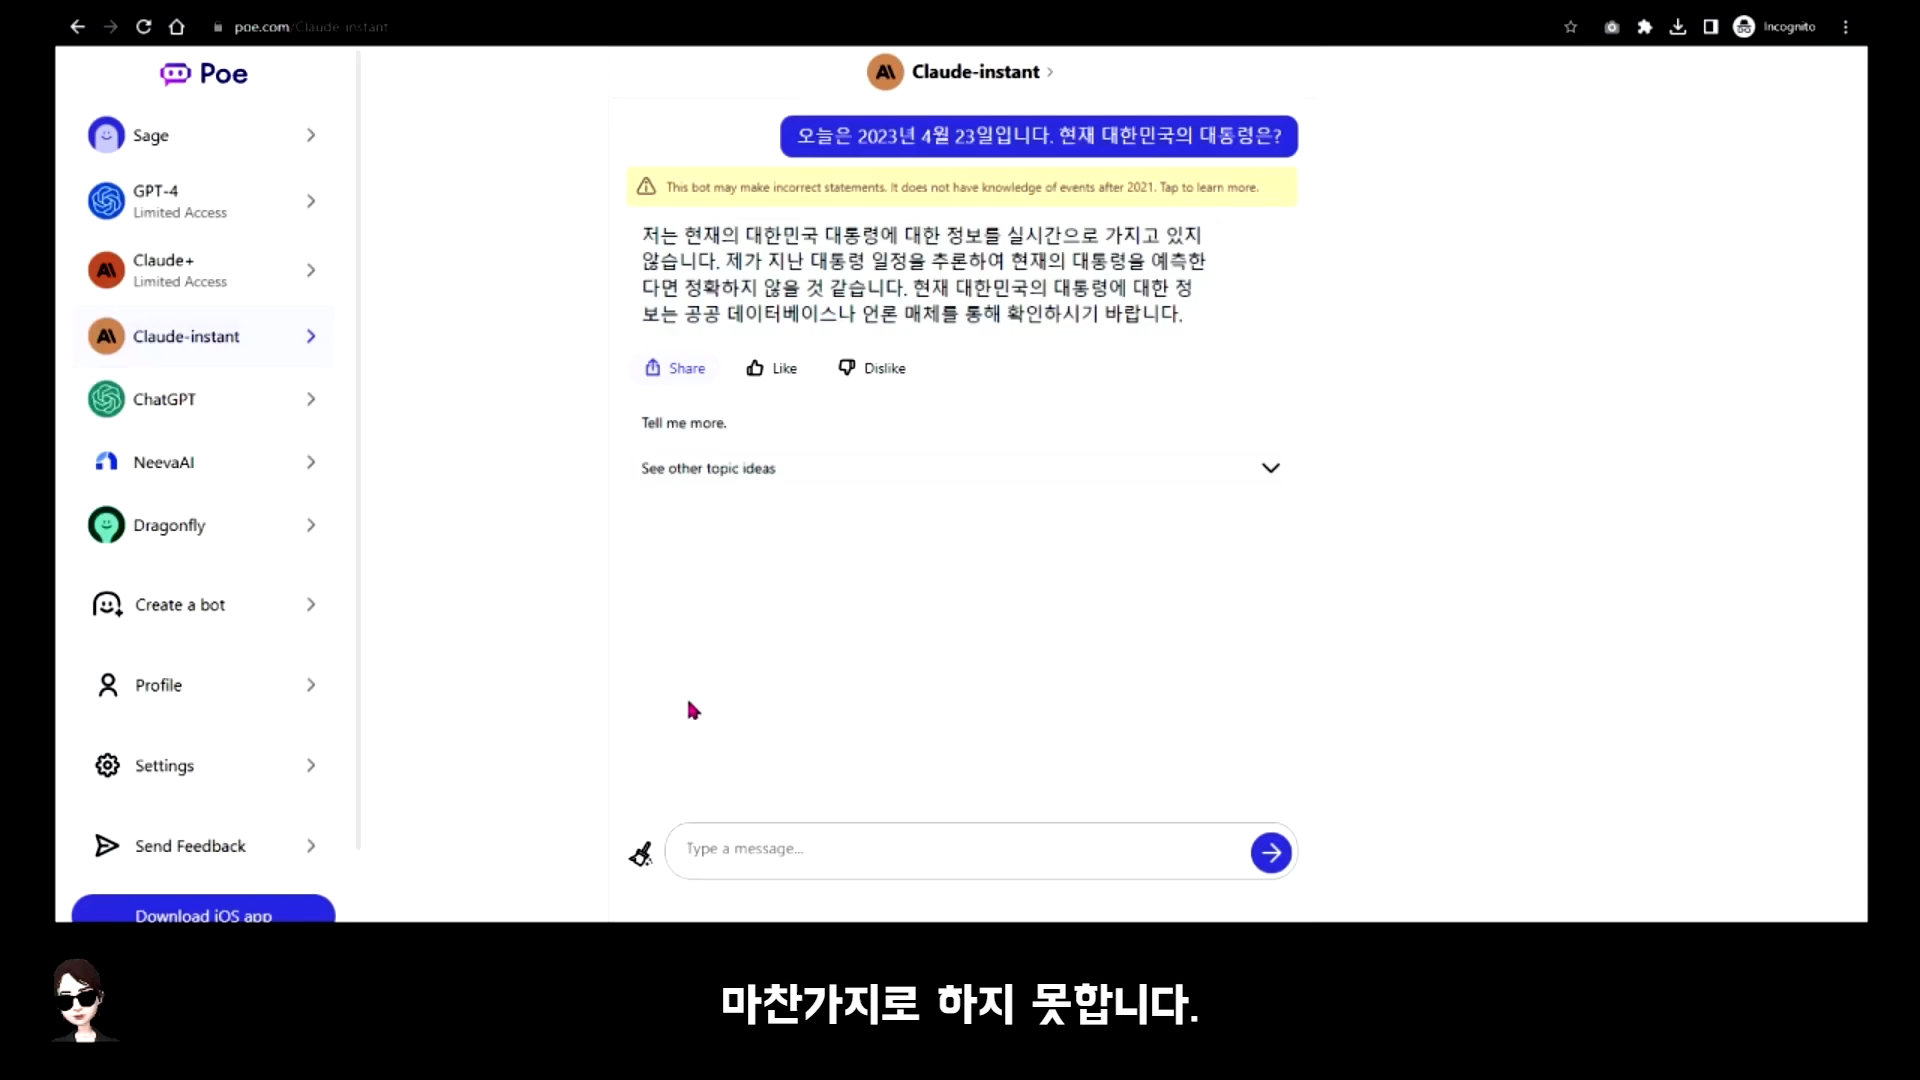 poe.com/Claude-instant
Incognito
Poe
Claude-instant
Sage
GPT-4
Limited Access
Claude+
Limited Access
Claude-instant
ChatGPT
NeevaAI
Dragonfly
Create a bot
Profile
Settings
Send Feedback
Download iOS app
오늘은 2023년 4월 23일입니다. 현재 대한민국의 대통령은?
This bot may make incorrect statements. It does not have knowledge of events after 2021. Tap to learn more.
저는 현재의 대한민국 대통령에 대한 정보를 실시간으로 가지고 있지
않습니다. 제가 지난 대통령 일정을 추론하여 현재의 대통령을 예측한
다면 정확하지 않을 것 같습니다. 현재 대한민국의 대통령에 대한 정
보는 공공 데이터베이스나 언론 매체를 통해 확인하시기 바랍니다.
Share Like Dislike
Tell me more.
See other topic ideas
Type a message...
마찬가지로 하지 못합니다.